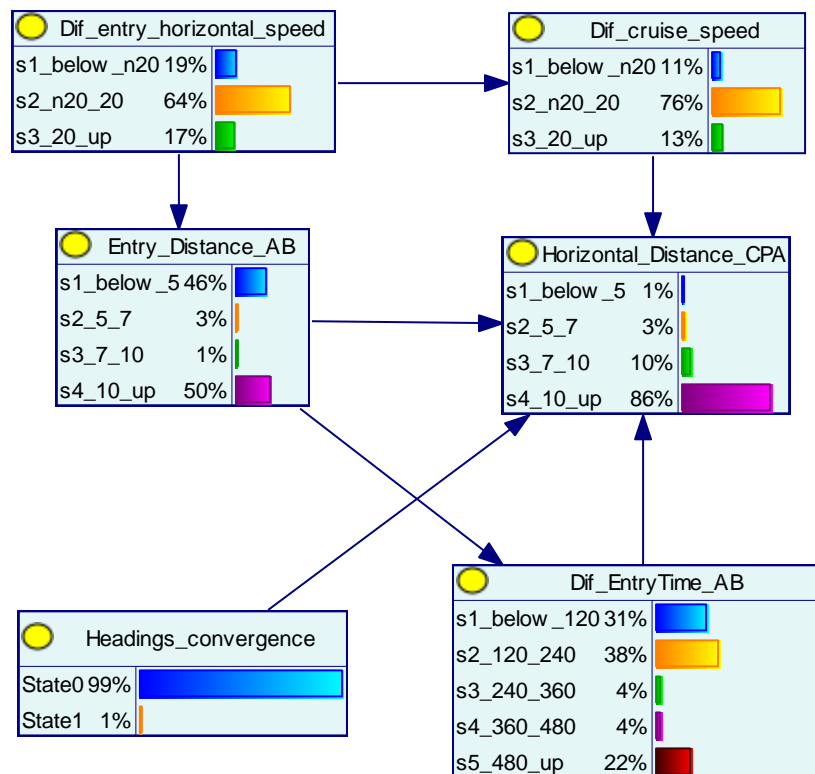 Dif_entry_horizontal_speed
s1_below _n20 19%
s2_n20_20 64%
s3_20_up 17%
Dif_cruise_speed
s1_below _n20 11%
s2_n20_20 76%
s3_20_up 13%
Entry_Distance_AB
s1_below _5 46%
s2_5_7 3%
s3_7_10 1%
s4_10_up 50%
Horizontal_Distance_CPA
s1_below _5 1%
s2_5_7 3%
s3_7_10 10%
s4_10_up 86%
Headings_convergence
State0 99%
State1 1%
Dif_EntryTime_AB
s1_below _120 31%
s2_120_240 38%
s3_240_360 4%
s4_360_480 4%
s5_480_up 22%